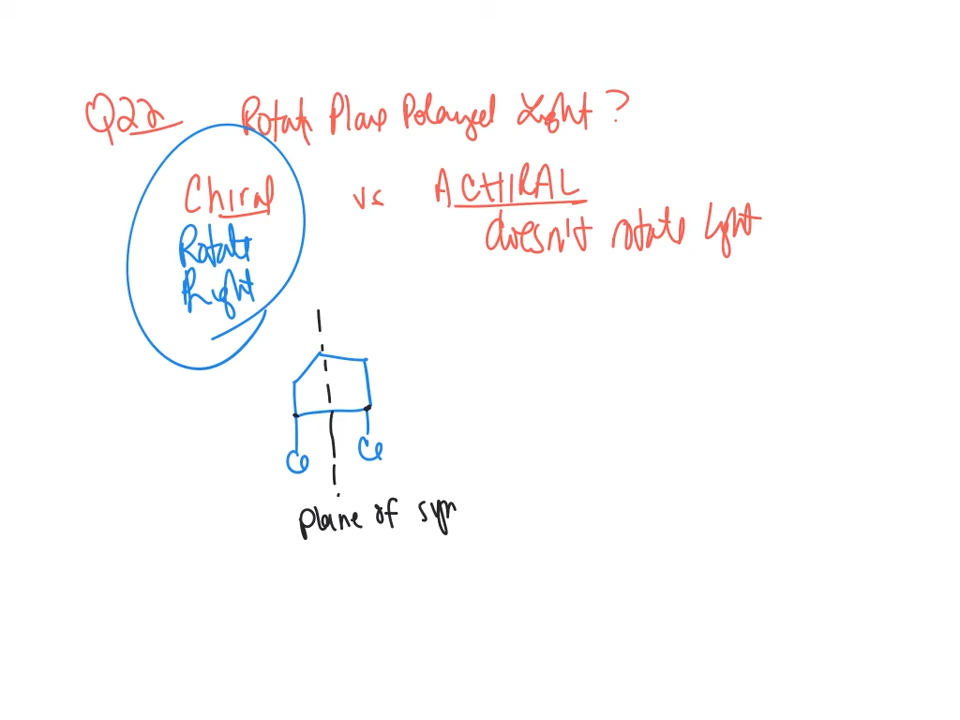 Q22 Rotate Plane Polarized Light?
Chiral vs ACHIRAL
doesn't rotate light
Rotate
light
Cl Cl
plane of sym